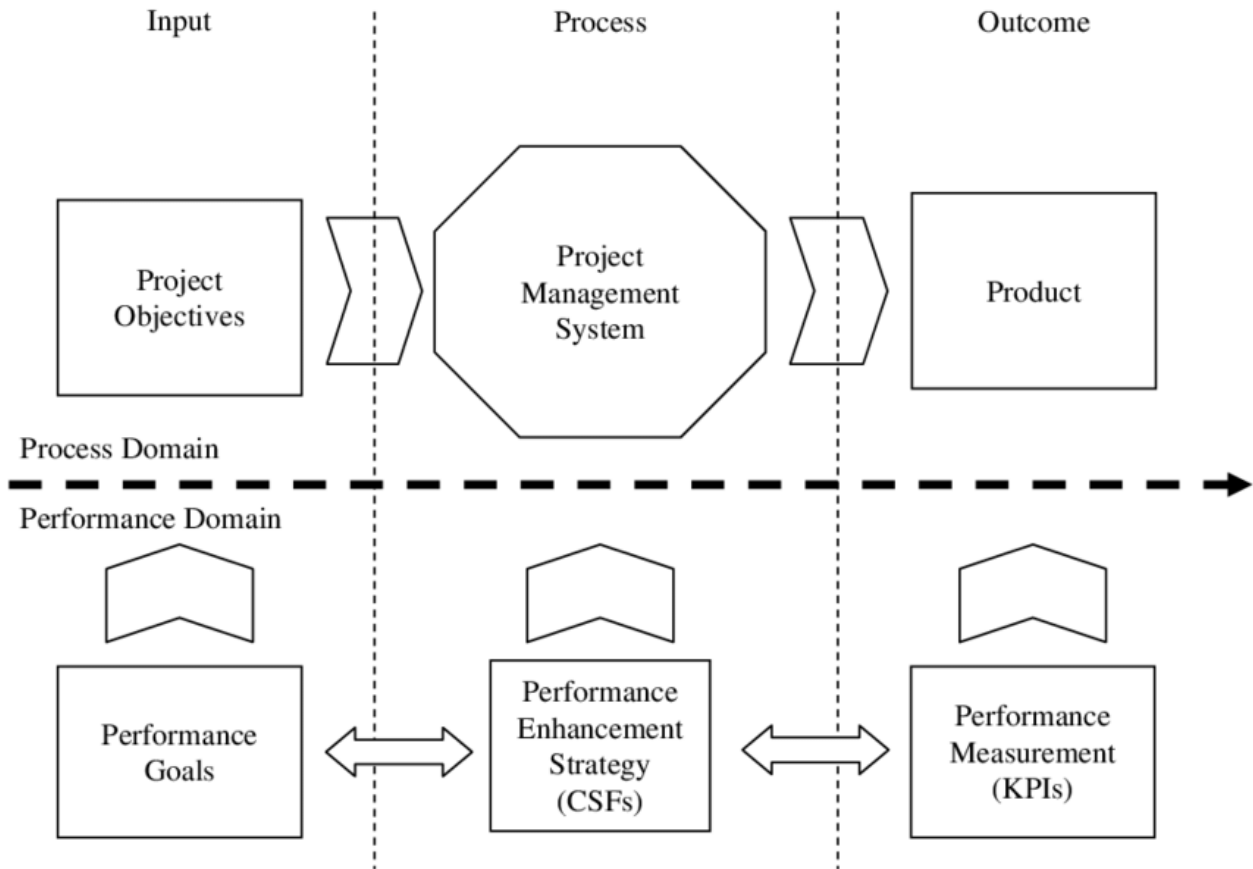 Input
Process
Outcome
Project
Objectives
Project
Management
System
Product
Process Domain
Performance Domain
Performance
Goals
Performance
Enhancement
Strategy
(CSFs)
Performance
Measurement
(KPIs)